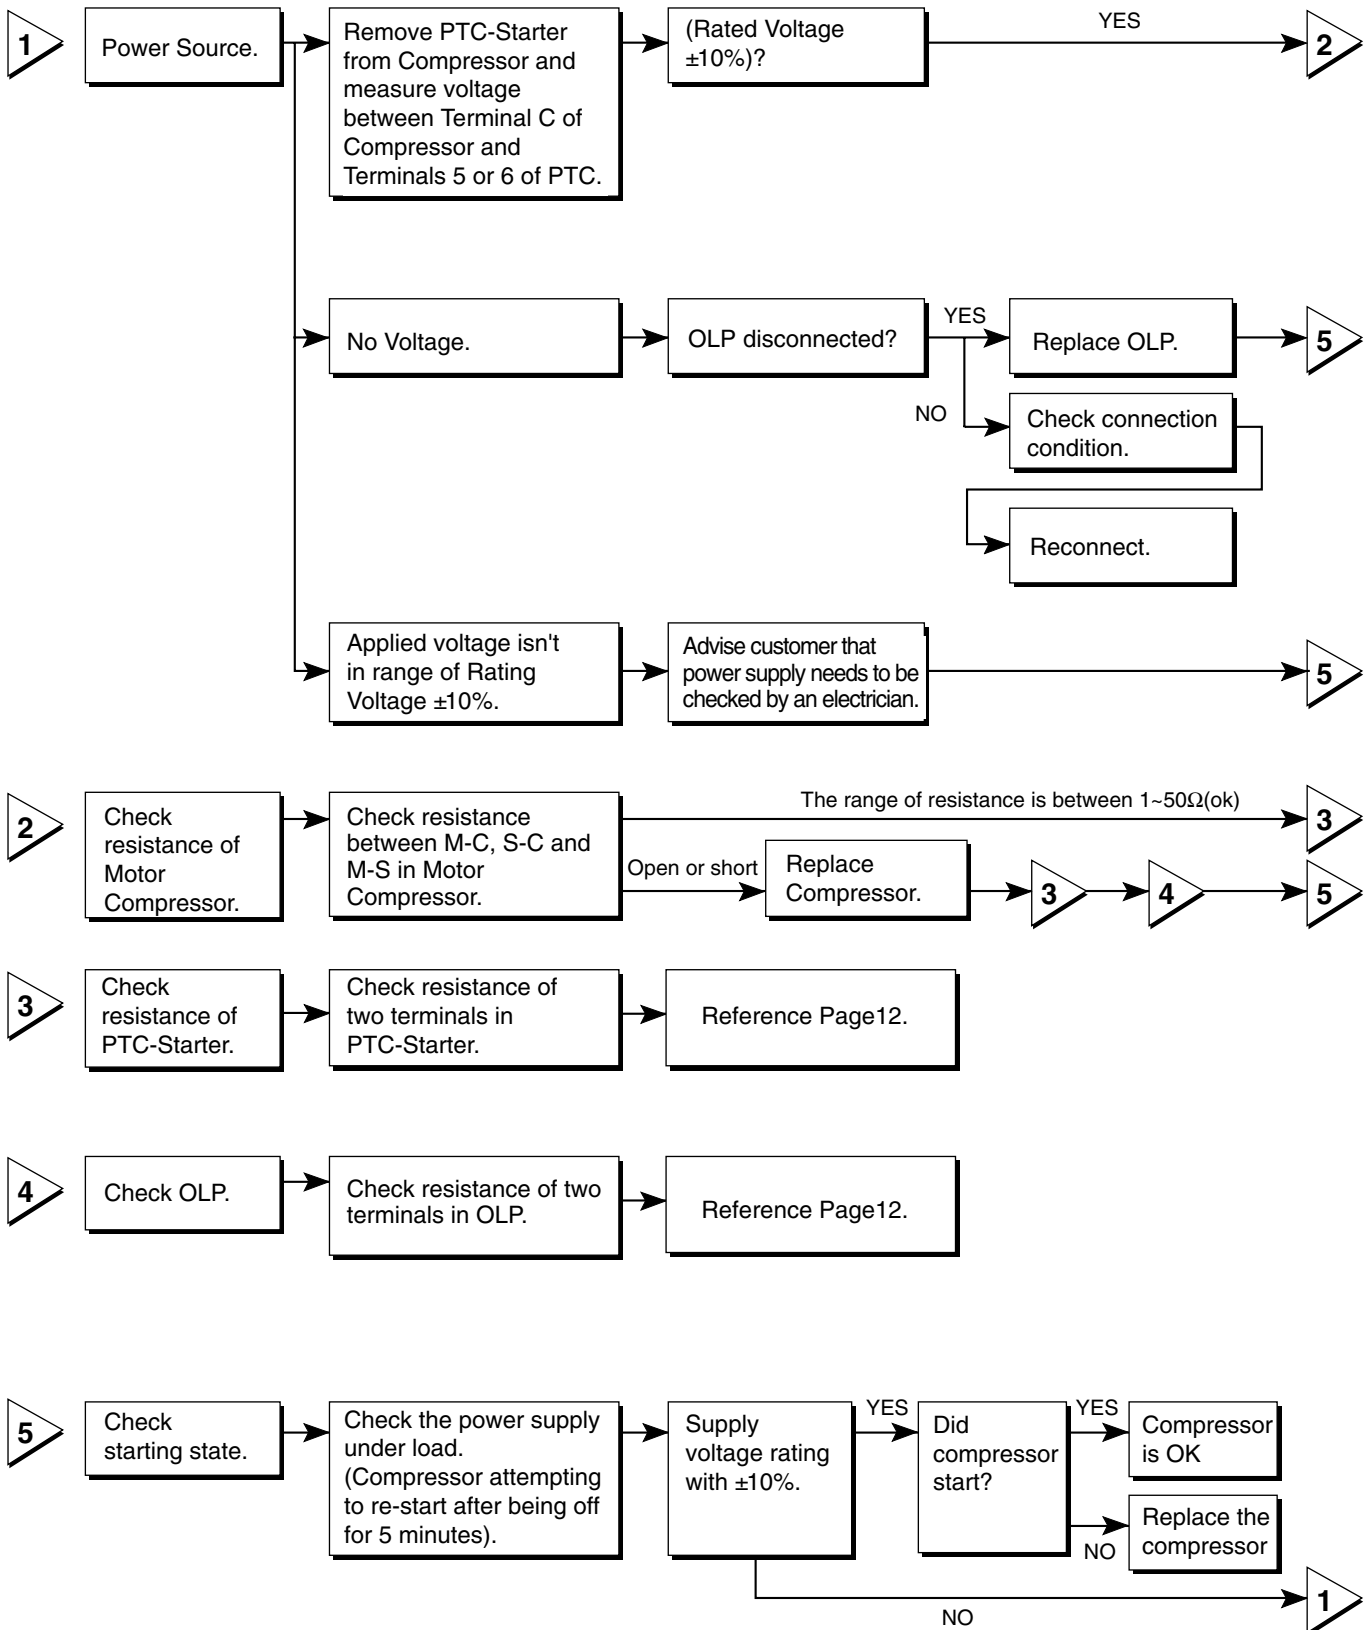 1
Power Source.
Remove PTC-Starter
from Compressor and
measure voltage
between Terminal C of
Compressor and
Terminals 5 or 6 of PTC.
(Rated Voltage
±10%)?
YES
2
No Voltage.
OLP disconnected?
YES
Replace OLP.
5
NO
Check connection
condition.
Reconnect.
Applied voltage isn't
in range of Rating
Voltage ±10%.
Advise customer that
power supply needs to be
checked by an electrician.
5
2
Check
resistance of
Motor
Compressor.
Check resistance
between M-C, S-C and
M-S in Motor
Compressor.
The range of resistance is between 1~50Ω(ok)
3
Open or short
Replace
Compressor.
3
4
5
3
Check
resistance of
PTC-Starter.
Check resistance of
two terminals in
PTC-Starter.
Reference Page12.
4
Check OLP.
Check resistance of two
terminals in OLP.
Reference Page12.
5
Check
starting state.
Check the power supply
under load.
(Compressor attempting
to re-start after being off
for 5 minutes).
Supply
voltage rating
with ±10%.
YES
Did
compressor
start?
YES
Compressor
is OK
NO
Replace the
compressor
NO
1